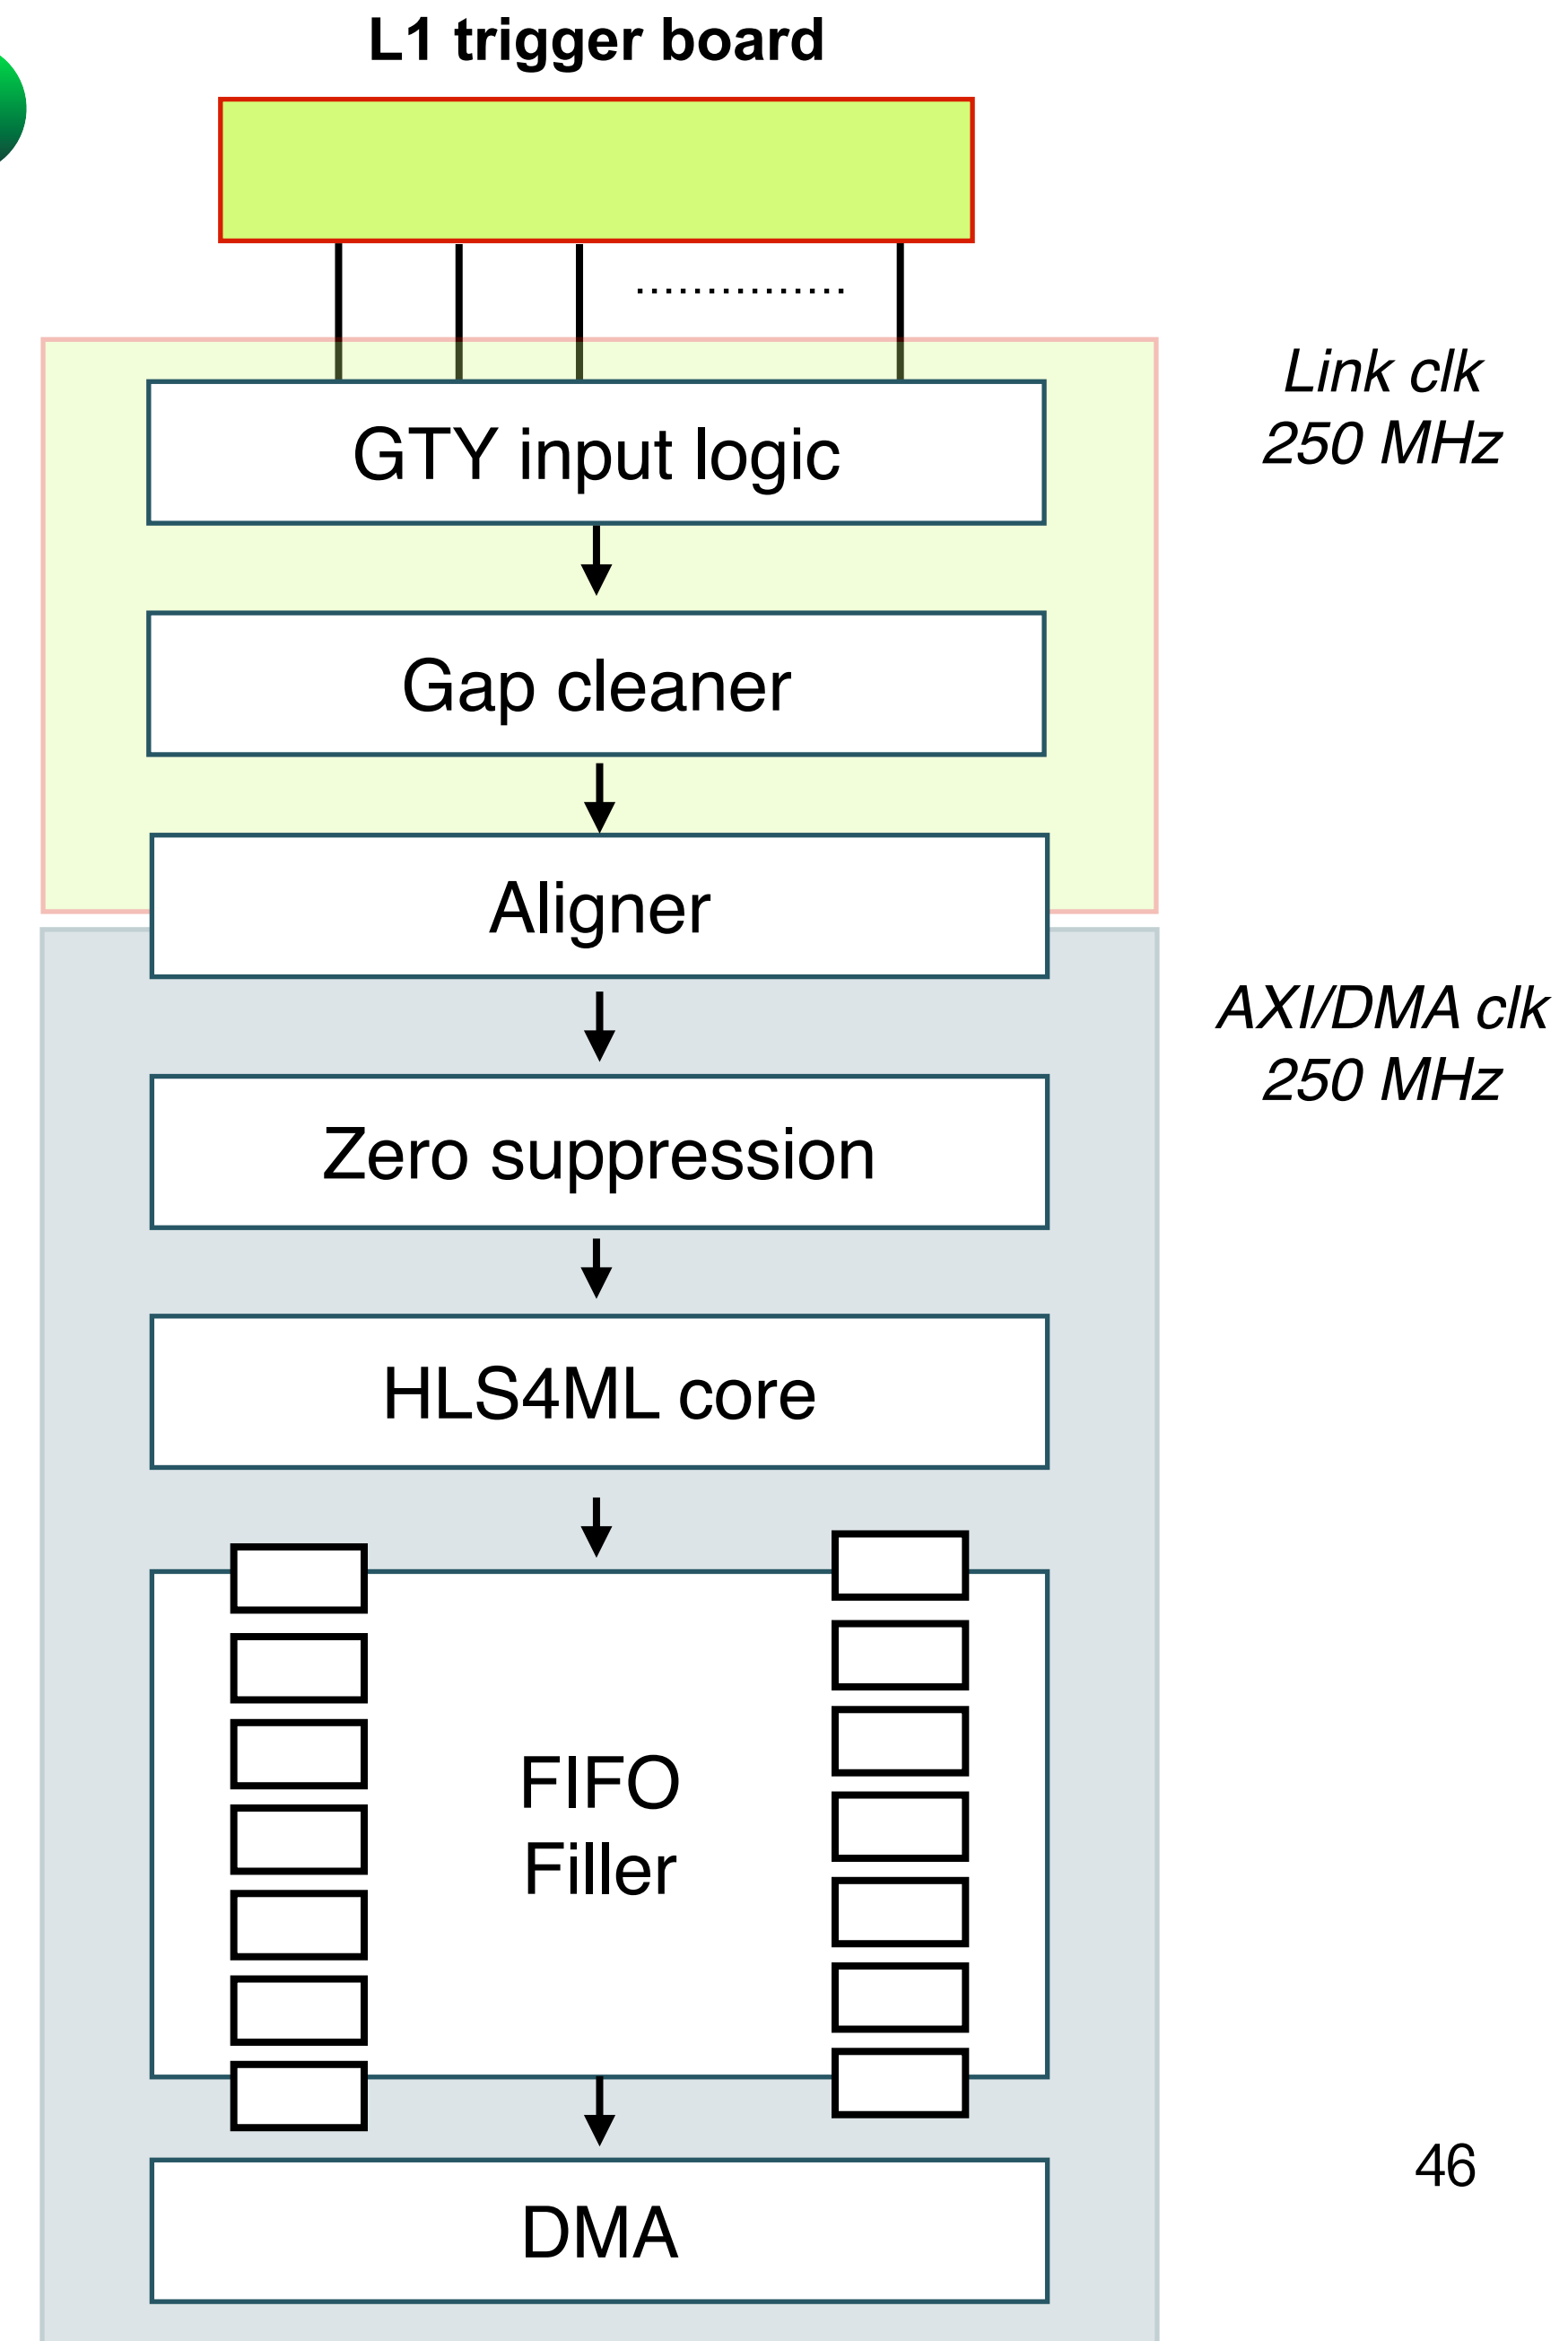 L1 trigger board
...............
Link clk
250 MHz
GTY input logic
Gap cleaner
Aligner
AXI/DMA clk
250 MHz
Zero suppression
HLS4ML core
FIFO
Filler
46
DMA